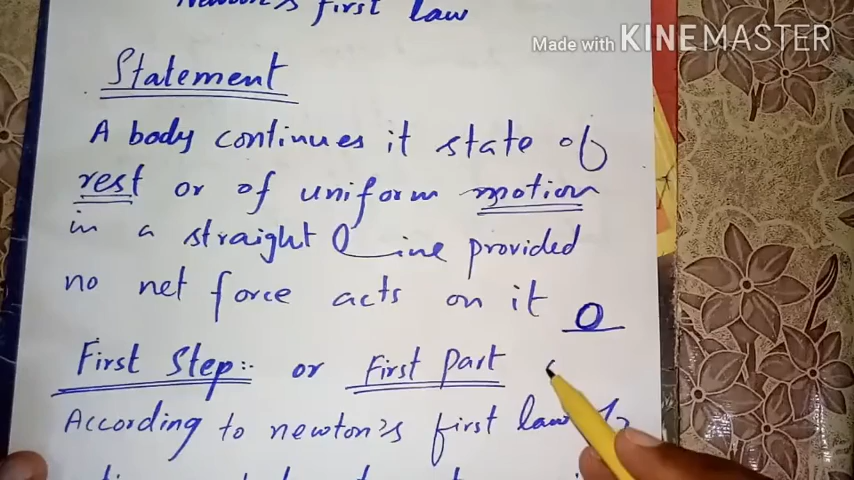 Newton's first law
Made with KINEMASTER
Statement
A body continues it state of
rest or of uniform motion
in a straight line provided
no net force acts on it
First Step:- or First Part
According to newton's first law